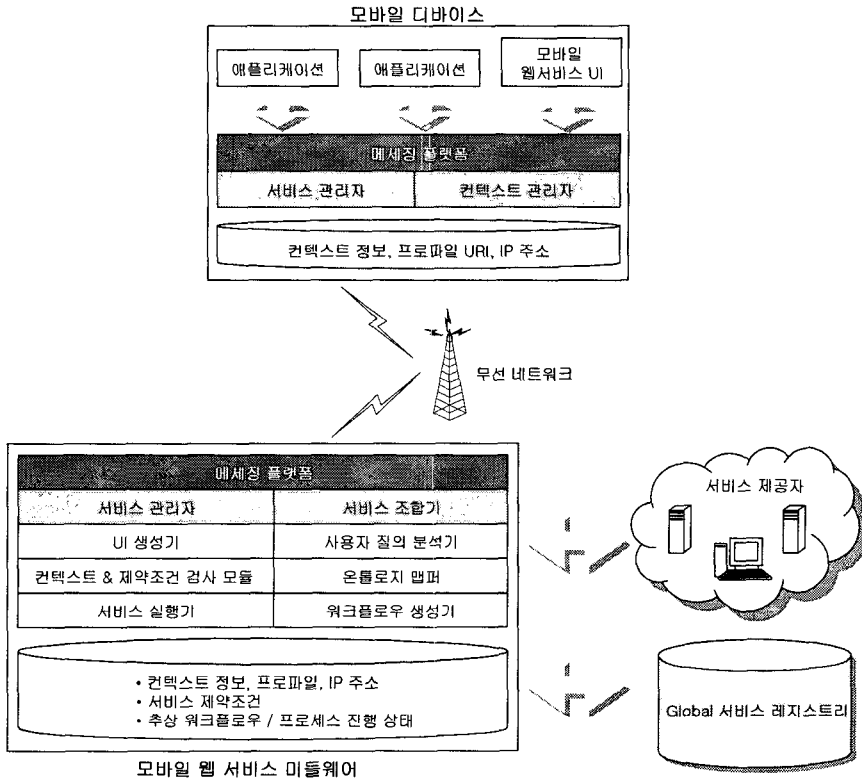 모바일 디바이스
애플리케이션
애플리케이션
모바일
웹서비스 UI
메세징 플랫폼
서비스 관리자
컨텍스트 관리자
컨텍스트 정보, 프로파일 URI, IP 주소
무선 네트워크
메세징 플랫폼
서비스 관리자
서비스 조합기
UI 생성기
사용자 질의 분석기
컨텍스트 & 제약조건 검사 모듈
온톨로지 맵퍼
서비스 실행기
워크플로우 생성기
• 컨텍스트 정보, 프로파일, IP 주소
• 서비스 제약조건
• 추상 워크플로우 / 프로세스 진행 상태
모바일 웹 서비스 미들웨어
서비스 제공자
Global 서비스 레지스트리